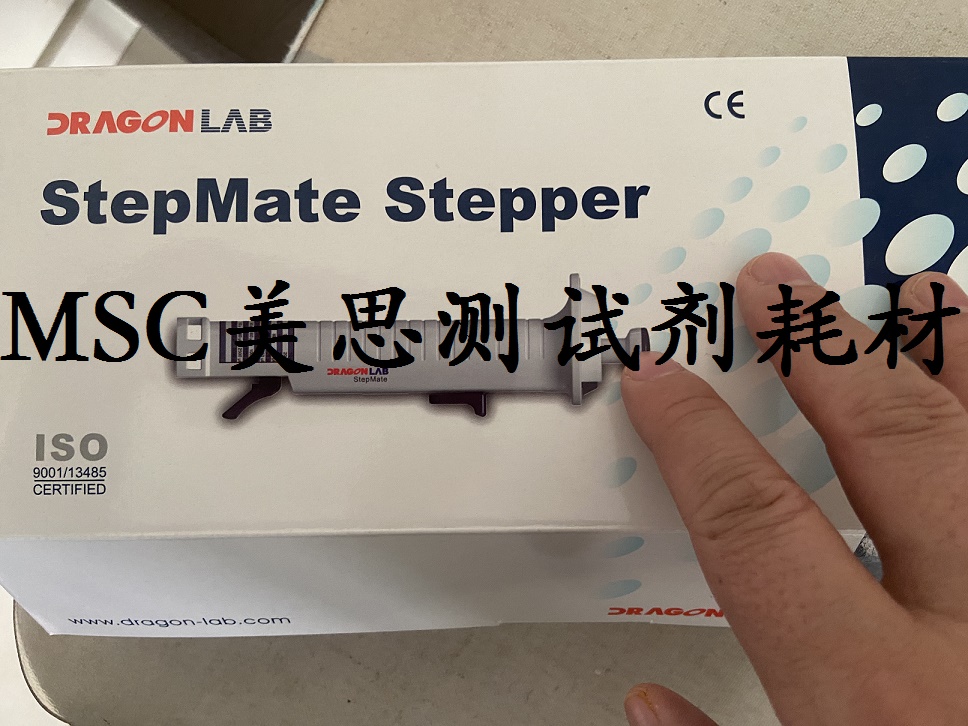 DRAGONLAB
CE
StepMate Stepper
MSC美思测试剂耗材
DRAGONLAB
StepMate
ISO
9001/13485
CERTIFIED
www.dragon-lab.com
DRAGON